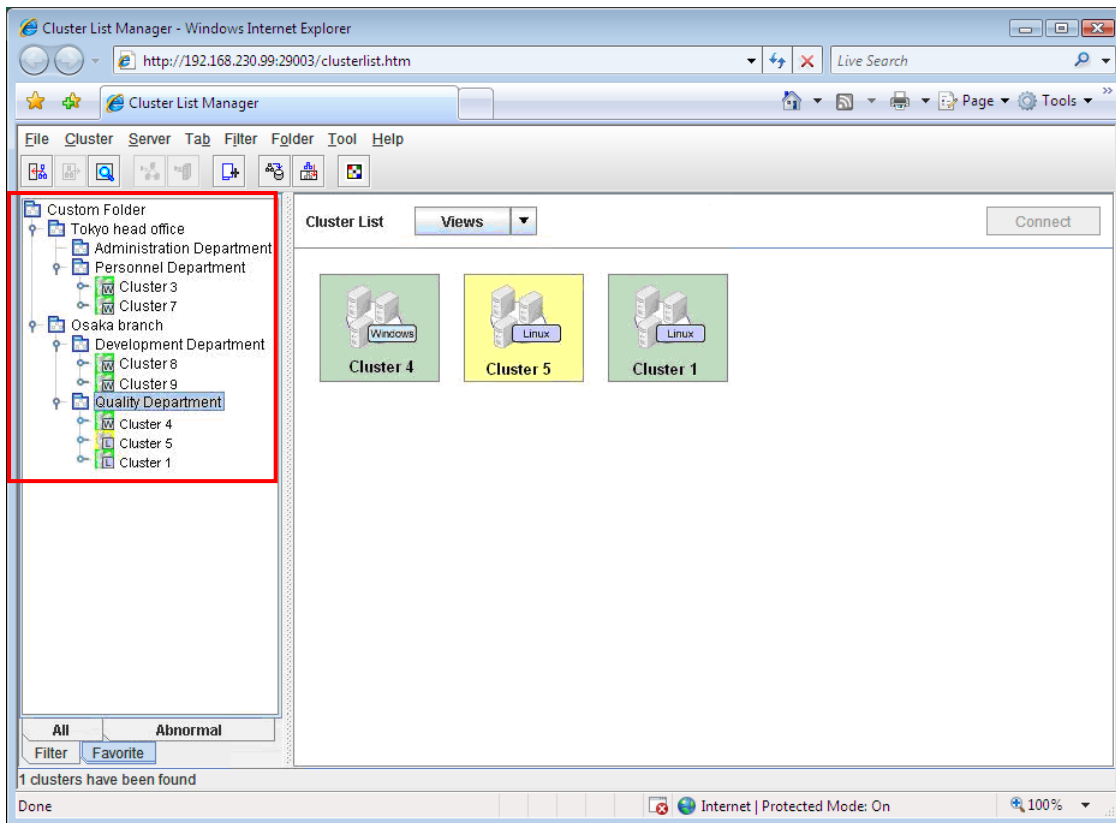 Cluster List Manager - Windows Internet Explorer
http://192.168.230.99:29003/clusterlist.htm
Live Search
Cluster List Manager
Page Tools
File Cluster Server Tab Filter Folder Tool Help
Custom Folder
Tokyo head office
Administration Department
Personnel Department
W Cluster 3
W Cluster 7
Osaka branch
Development Department
W Cluster 8
W Cluster 9
Quality Department
W Cluster 4
L Cluster 5
L Cluster 1
Cluster List Views Connect
Windows Linux Linux
Cluster 4 Cluster 5 Cluster 1
All Abnormal
Filter Favorite
1 clusters have been found
Done Internet | Protected Mode: On 100%